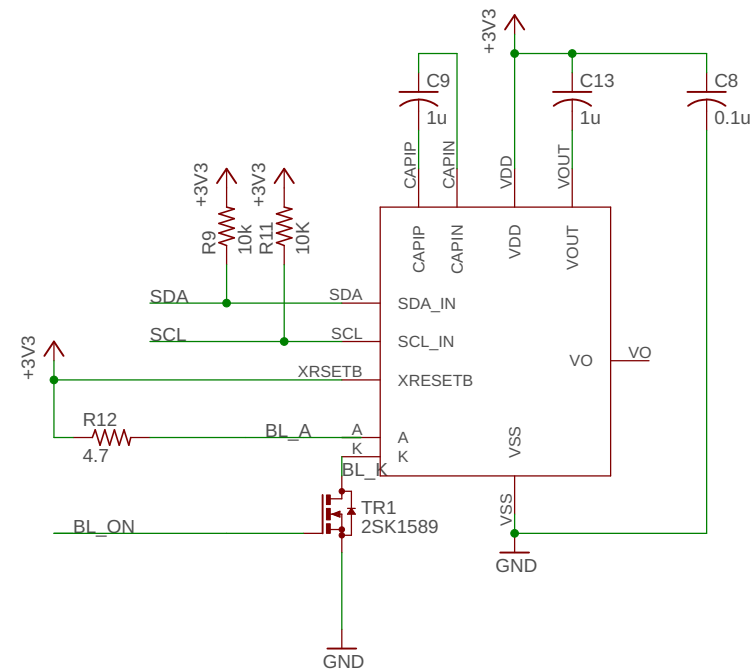 +3V3
C9
1u
C13
1u
C8
0.1u
CAPIP
CAPIN
VDD
VOUT
+3V3
+3V3
R9
10k
R11
10K
CAPIP
CAPIN
VDD
VOUT
SDA
SDA
SDA_IN
SCL
SCL
SCL_IN
+3V3
VO
VO
XRSETB
XRESETB
R12
4.7
BL_A
A
A
K
K
BL_K
VSS
VSS
TR1
2SK1589
BL_ON
GND
GND